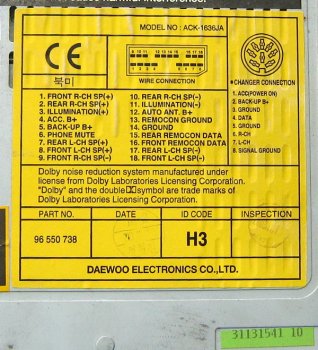 MODEL NO : ACK-1636JA
CE
북미
WIRE CONNECTION
CHANGER CONNECTION
1. FRONT R-CH SP(+)
2. REAR R-CH SP(+)
3. ILLUMINATION(+)
4. ACC. B+
5. BACK-UP B+
6. PHONE MUTE
7. REAR L-CH SP(+)
8. FRONT L-CH SP(+)
9. FRONT R-CH SP(-)
10. REAR R-CH SP(-)
11. ILLUMINATION(-)
12. AUTO ANT. B+
13. REMOCON GROUND
14. GROUND
15. REAR REMOCON DATA
16. FRONT REMOCON DATA
17. REAR L-CH SP(-)
18. FRONT L-CH SP(-)
1. ACC(POWER ON)
2. BACK-UP B+
3. GROUND
4. DATA
5. GROUND
6. R-CH
7. L-CH
8. SIGNAL GROUND
Dolby noise reduction system manufactured under
license from Dolby Laboratories Licensing Corporation.
"Dolby" and the double D symbol are trade marks of
Dolby Laboratories Licensing Corporation.
PART NO.
DATE
ID CODE
INSPECTION
96 550 738
H3
DAEWOO ELECTRONICS CO.,LTD.
31131541 10